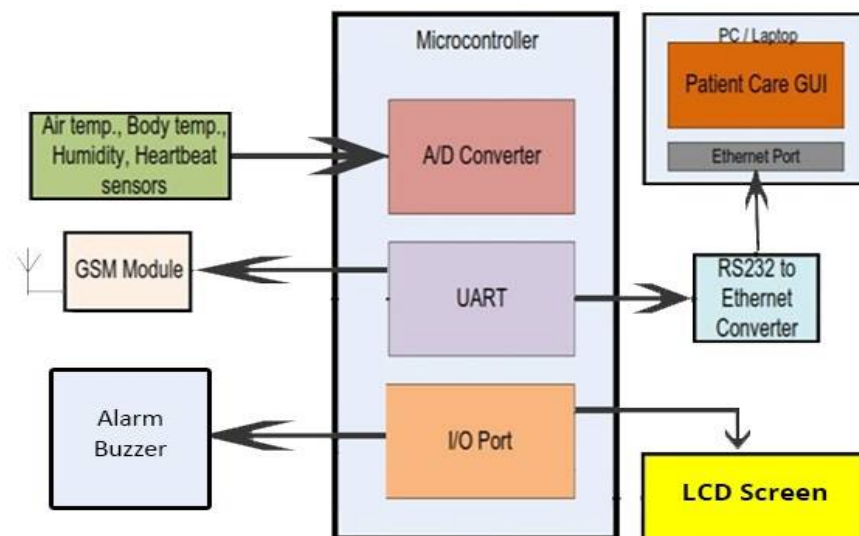 Microcontroller
PC / Laptop
Patient Care GUI
Ethernet Port
Air temp., Body temp.,
Humidity, Heartbeat
sensors
A/D Converter
GSM Module
UART
RS232 to
Ethernet
Converter
Alarm
Buzzer
I/O Port
LCD Screen